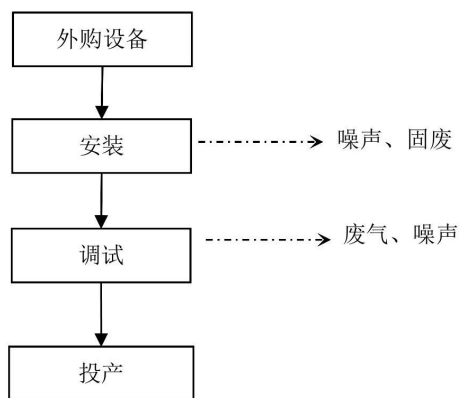 外购设备
安装
噪声、固废
废气、噪声
调试
投产